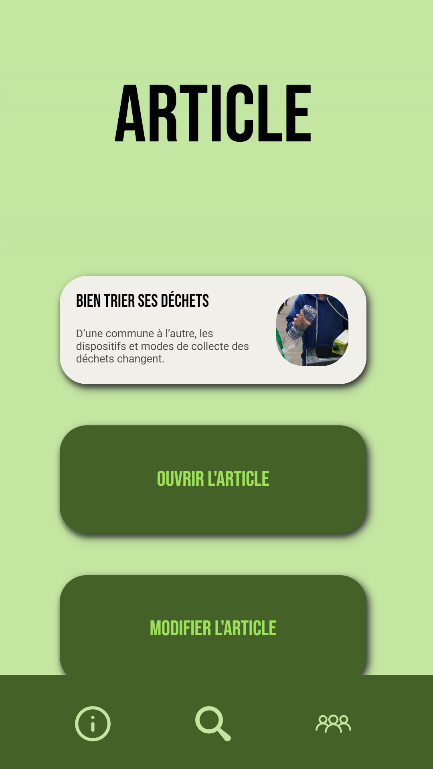 ARTICLE
BIEN TRIER SES DÉCHETS
D'une commune à l'autre, les
dispositifs et modes de collecte des
déchets changent.
OUVRIR L'ARTICLE
MODIFIER L'ARTICLE